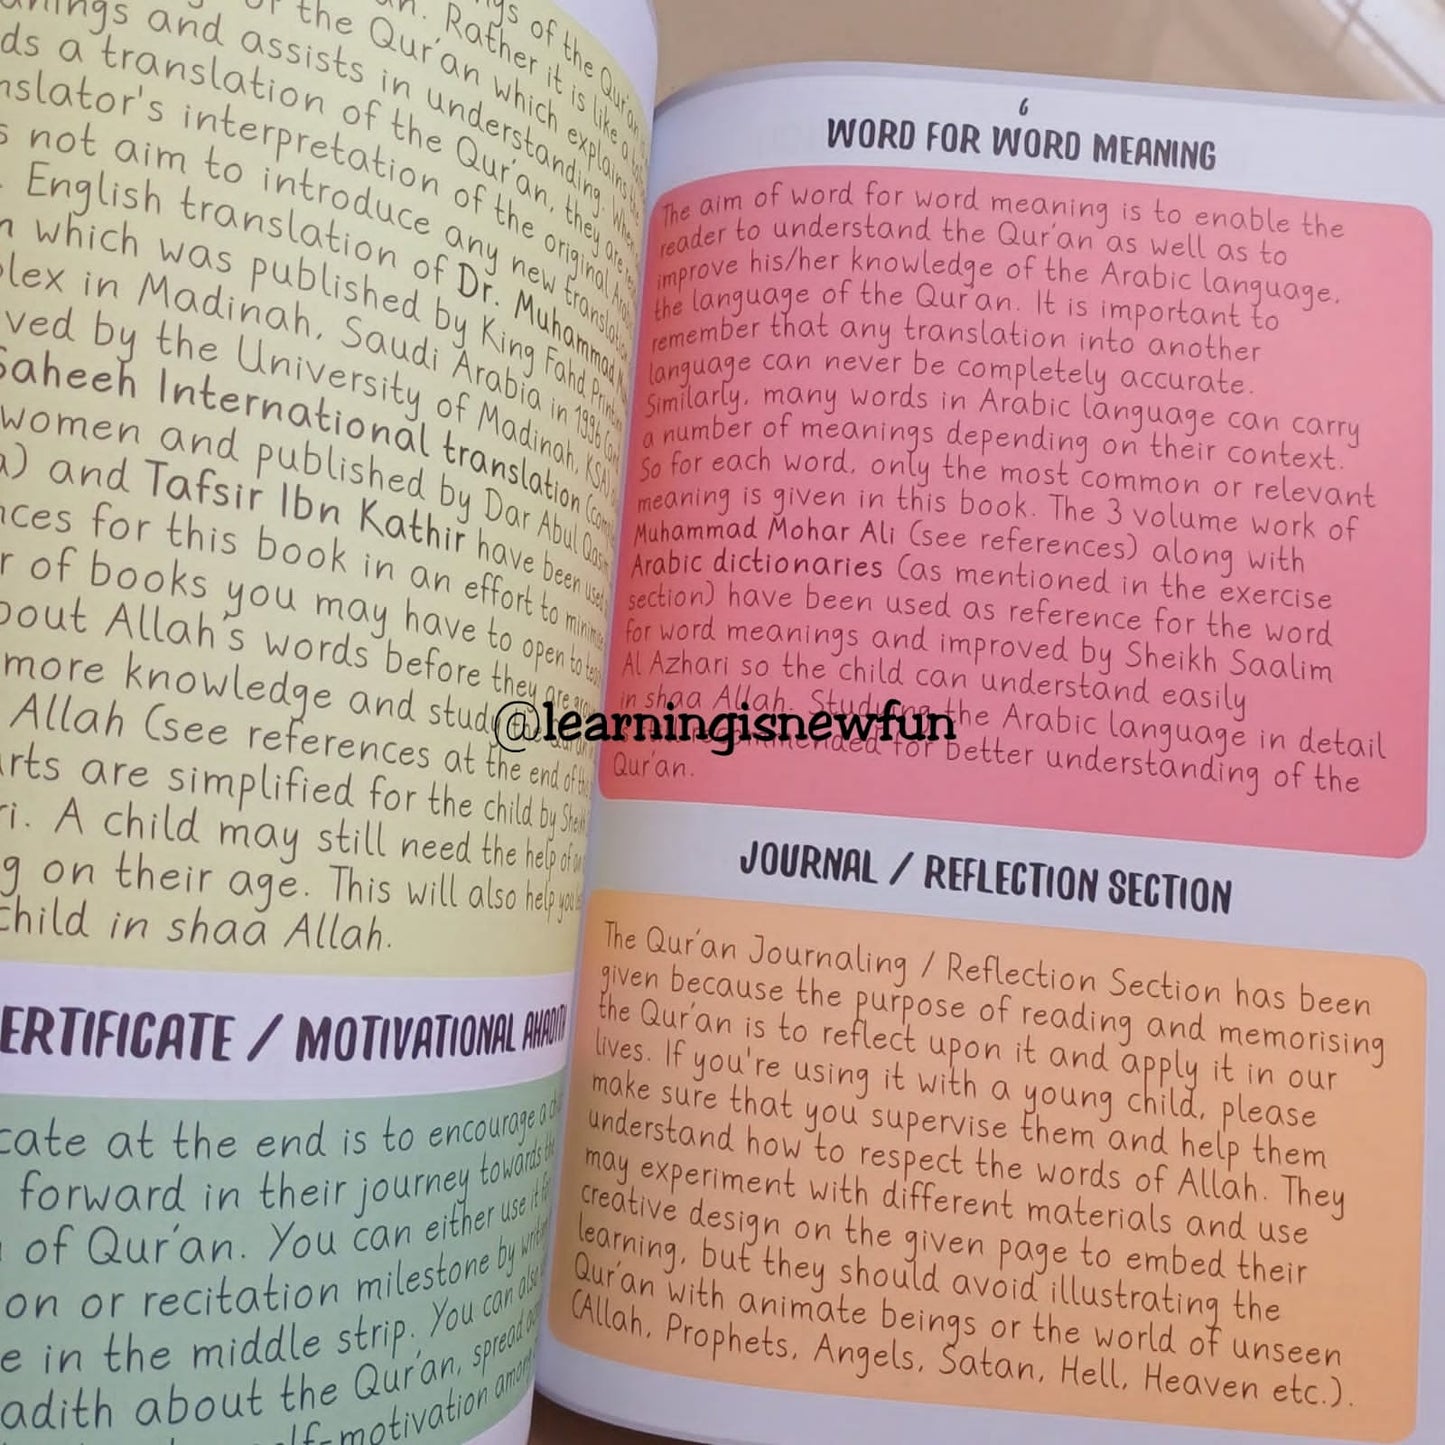 of the Qur'an which explains the
nings and assists in understanding. When
ds a translation of the Qur'an, they are
nslator's interpretation of the original Arabic
s not aim to introduce any new translation
. English translation of Dr. Muhammad
n which was published by King Fahd Printing
plex in Madinah, Saudi Arabia in 1996 (and
ved by the University of Madinah, KSA)
Saheeh International translation
women and published by Dar Abul Qasim
a) and Tafsir Ibn Kathir have been used
nces for this book in an effort to minimise
r of books you may have to open to
bout Allah's words before they are
more knowledge and
Allah (see references at the end of the
rts are simplified for the child by
ri. A child may still need the help of
g on their age. This will also help you
child in shaa Allah.
ERTIFICATE / MOTIVATIONAL AHADITH
cate at the end is to encourage a
forward in their journey towards the
of Qur'an. You can either use it
on or recitation milestone by
e in the middle strip. You can also
adith about the Qur'an, spread
lf-motivation
6
WORD FOR WORD MEANING
The aim of word for word meaning is to enable the
reader to understand the Qur'an as well as to
improve his/her knowledge of the Arabic language,
the language of the Qur'an. It is important to
remember that any translation into another
language can never be completely accurate.
Similarly, many words in Arabic language can carry
a number of meanings depending on their context.
So for each word, only the most common or relevant
meaning is given in this book. The 3 volume work of
Muhammad Mohar Ali (see references) along with
Arabic dictionaries (as mentioned in the exercise
section) have been used as reference for the word
for word meanings and improved by Sheikh Saalim
Al Azhari so the child can understand easily
in shaa Allah. Studying the Arabic language in detail
@learningisnewfun
recommended for better understanding of the
Qur'an.
JOURNAL / REFLECTION SECTION
The Qur'an Journaling / Reflection Section has been
given because the purpose of reading and memorising
the Qur'an is to reflect upon it and apply it in our
lives. If you're using it with a young child, please
make sure that you supervise them and help them
understand how to respect the words of Allah. They
may experiment with different materials and use
creative design on the given page to embed their
learning, but they should avoid illustrating the
Qur'an with animate beings or the world of unseen
(Allah, Prophets, Angels, Satan, Hell, Heaven etc.).